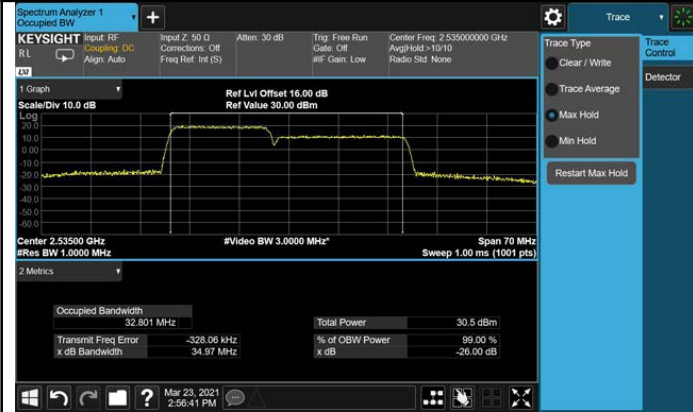 Spectrum Analyzer 1
Occupied BW
+
Trace
KEYSIGHT
RL
LXI
Input: RF
Coupling: DC
Align: Auto
Input Z: 50 Ω
Corrections: Off
Freq Ref: Int (S)
Atten: 30 dB
Trig: Free Run
Gate: Off
#IF Gain: Low
Center Freq: 2.535000000 GHz
Avg|Hold:>10/10
Radio Std: None
Trace Type
Clear / Write
Trace Average
Max Hold
Min Hold
Restart Max Hold
Trace Control
Detector
1 Graph
Scale/Div 10.0 dB
Ref Lvl Offset 16.00 dB
Ref Value 30.00 dBm
Log
20.0
10.0
0.00
-10.0
-20.0
-30.0
-40.0
-50.0
-60.0
Center 2.53500 GHz
#Res BW 1.0000 MHz
#Video BW 3.0000 MHz*
Span 70 MHz
Sweep 1.00 ms (1001 pts)
2 Metrics
Occupied Bandwidth
32.801 MHz
Transmit Freq Error -328.06 kHz
x dB Bandwidth 34.97 MHz
Total Power 30.5 dBm
% of OBW Power 99.00 %
x dB -26.00 dB
?
Mar 23, 2021
2:56:41 PM